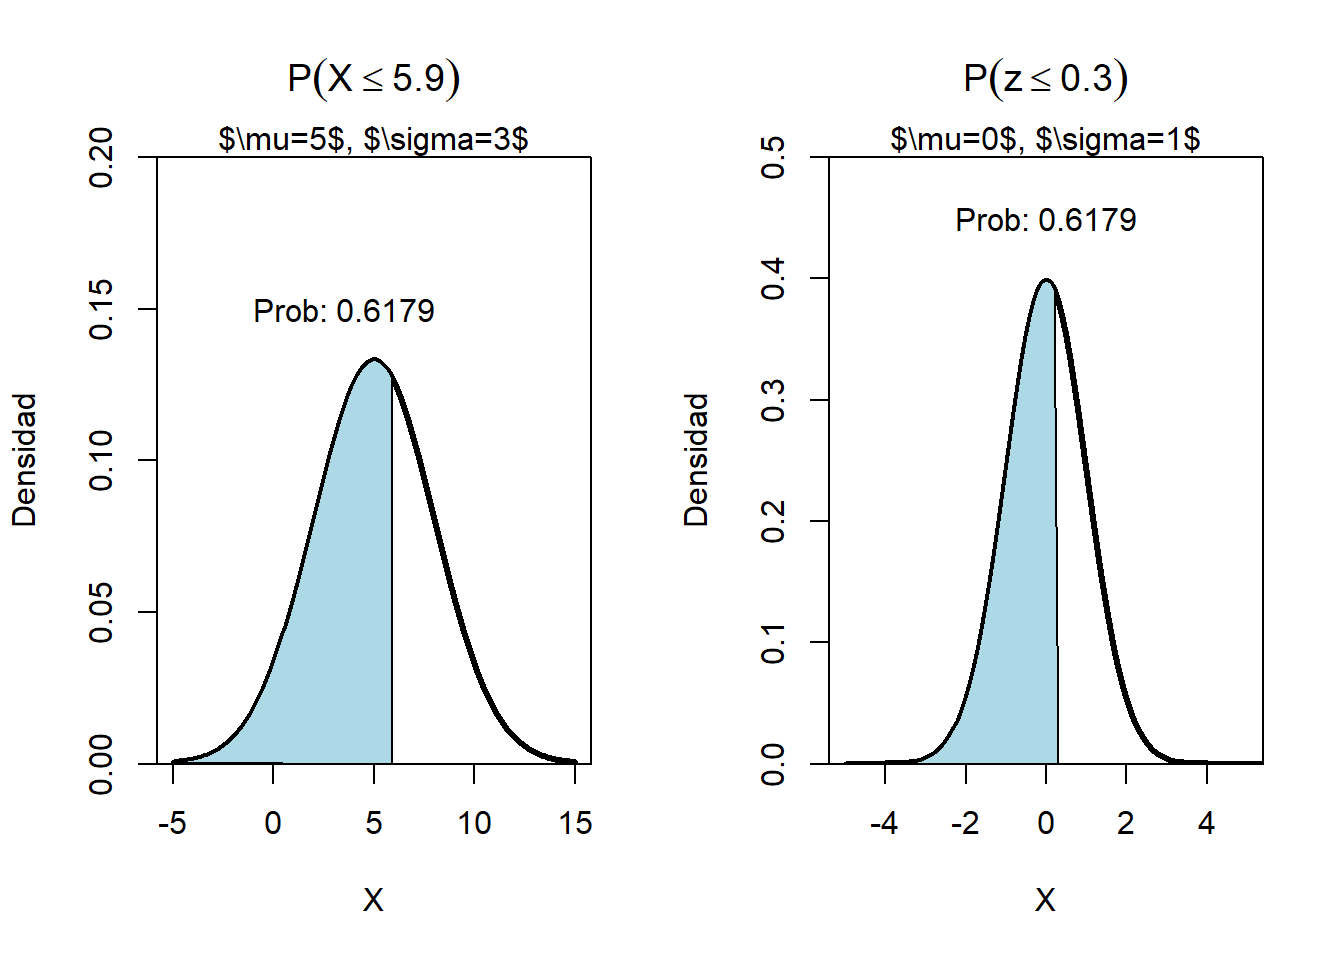 P(X ≤ 5.9)
$\mu=5$, $\sigma=3$
Prob: 0.6179
Densidad
0.20
0.15
0.10
0.05
0.00
-5 0 5 10 15
X
P(z ≤ 0.3)
$\mu=0$, $\sigma=1$
Prob: 0.6179
Densidad
0.5
0.4
0.3
0.2
0.1
0.0
-4 -2 0 2 4
X